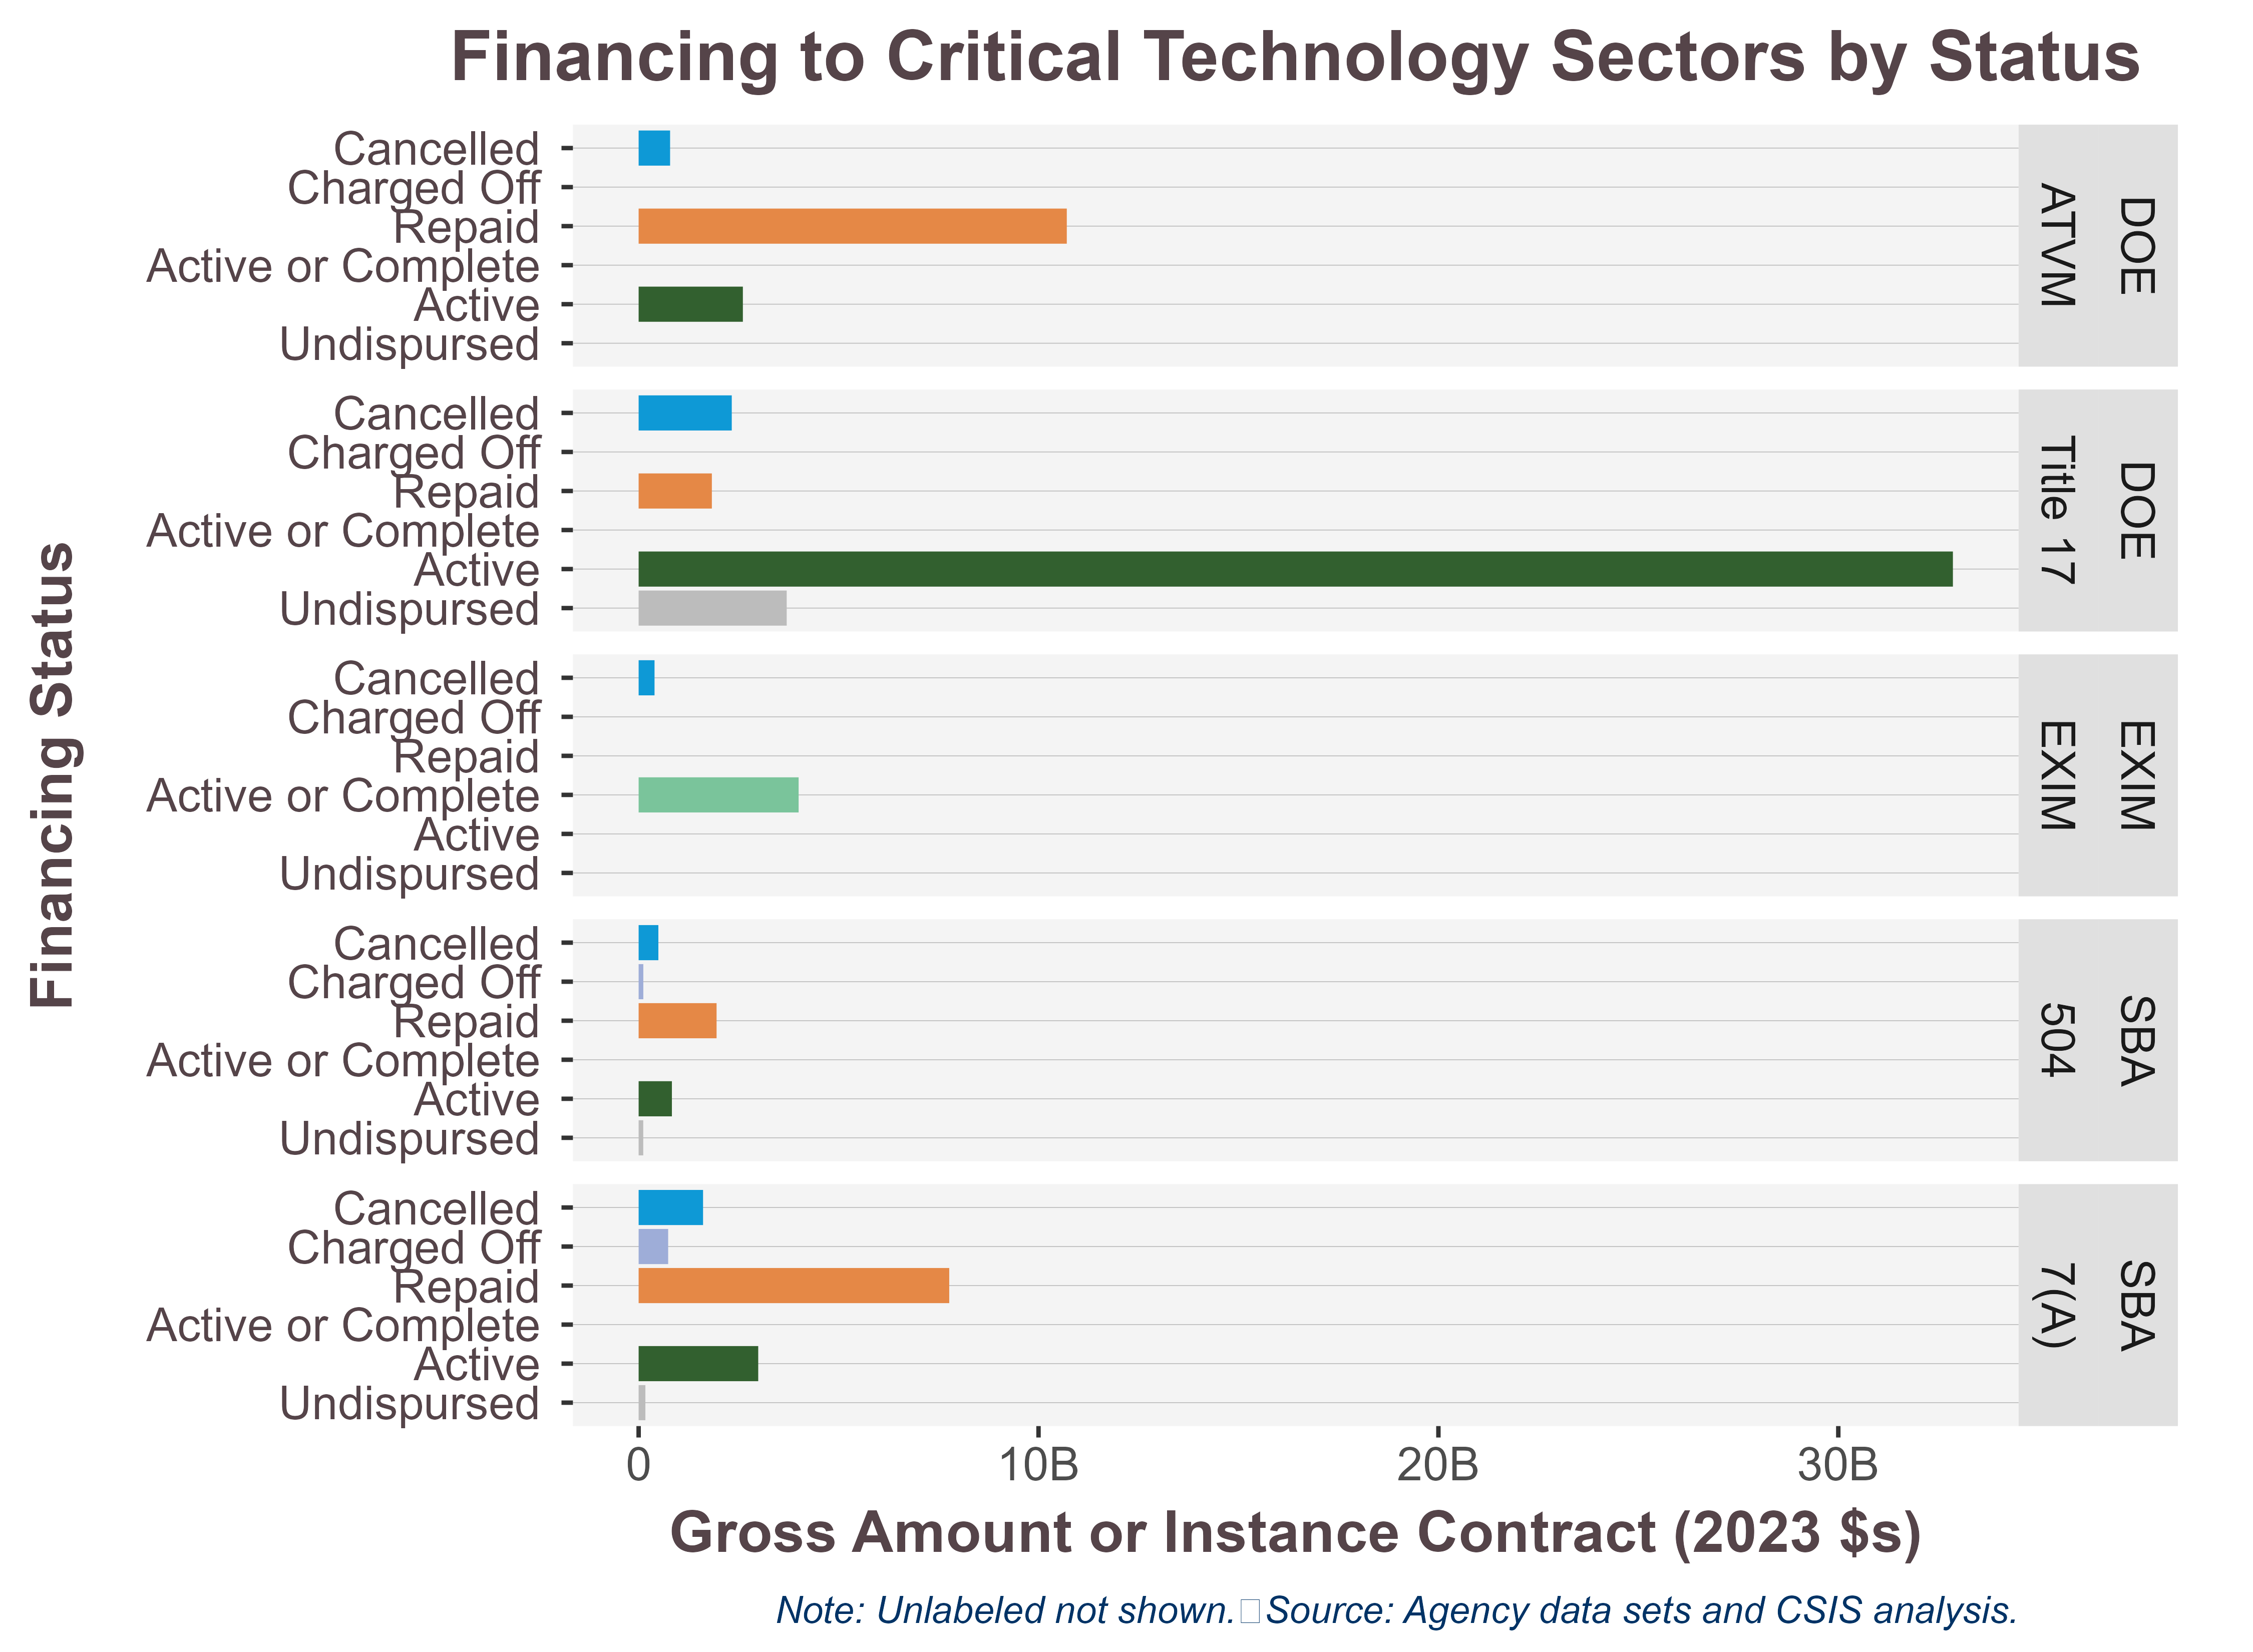 Financing to Critical Technology Sectors by Status
Financing Status
Cancelled
Charged Off
Repaid
Active or Complete
Active
Undispursed
ATVM
DOE
Cancelled
Charged Off
Repaid
Active or Complete
Active
Undispursed
Title 17
DOE
Cancelled
Charged Off
Repaid
Active or Complete
Active
Undispursed
EXIM
EXIM
Cancelled
Charged Off
Repaid
Active or Complete
Active
Undispursed
504
SBA
Cancelled
Charged Off
Repaid
Active or Complete
Active
Undispursed
7(A)
SBA
0 10B 20B 30B
Gross Amount or Instance Contract (2023 $s)
Note: Unlabeled not shown.□Source: Agency data sets and CSIS analysis.